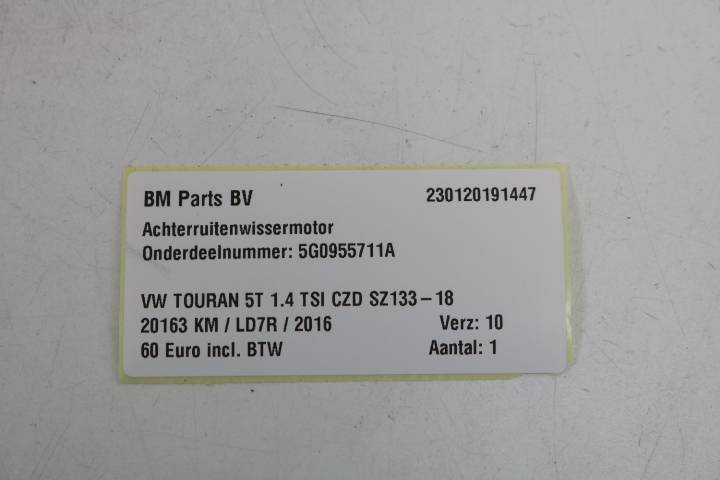 BM Parts BV 230120191447
Achterruitenwissermotor
Onderdeelnummer: 5G0955711A
VW TOURAN 5T 1.4 TSI CZD SZ133-18
20163 KM / LD7R / 2016 Verz: 10
60 Euro incl. BTW Aantal: 1